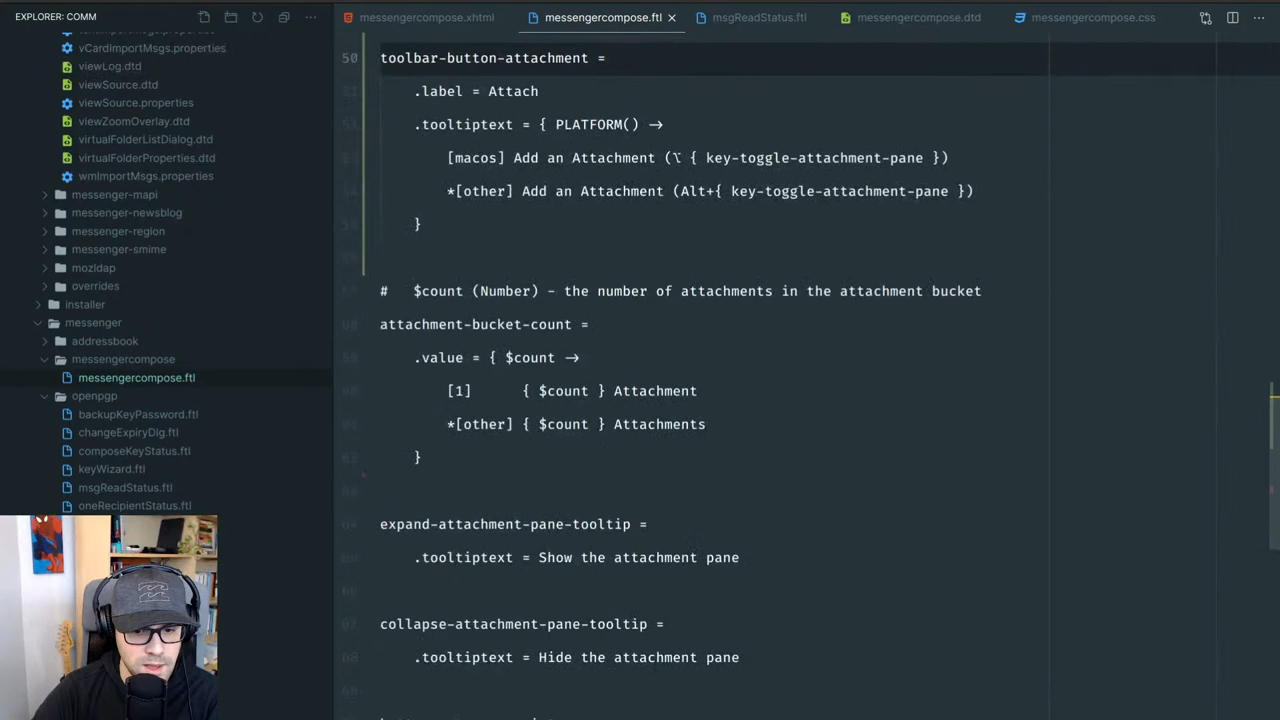 EXPLORER: COMM
messengercompose.xhtml
messengercompose.ftl
msgReadStatus.ftl
messengercompose.dtd
messengercompose.css
vCardImportMsgs.properties
viewLog.dtd
viewSource.dtd
viewSource.properties
viewZoomOverlay.dtd
virtualFolderListDialog.dtd
virtualFolderProperties.dtd
wmImportMsgs.properties
messenger-mapi
messenger-newsblog
messenger-region
messenger-smime
mozldap
overrides
installer
messenger
addressbook
messengercompose
messengercompose.ftl
openpgp
backupKeyPassword.ftl
changeExpiryDlg.ftl
composeKeyStatus.ftl
keyWizard.ftl
msgReadStatus.ftl
oneRecipientStatus.ftl
50 toolbar-button-attachment =
.label = Attach
.tooltiptext = { PLATFORM() ->
[macos] Add an Attachment (⌥ { key-toggle-attachment-pane })
*[other] Add an Attachment (Alt+{ key-toggle-attachment-pane })
}
#   $count (Number) - the number of attachments in the attachment bucket
attachment-bucket-count =
.value = { $count ->
[1]      { $count } Attachment
*[other] { $count } Attachments
}
expand-attachment-pane-tooltip =
.tooltiptext = Show the attachment pane
collapse-attachment-pane-tooltip =
.tooltiptext = Hide the attachment pane